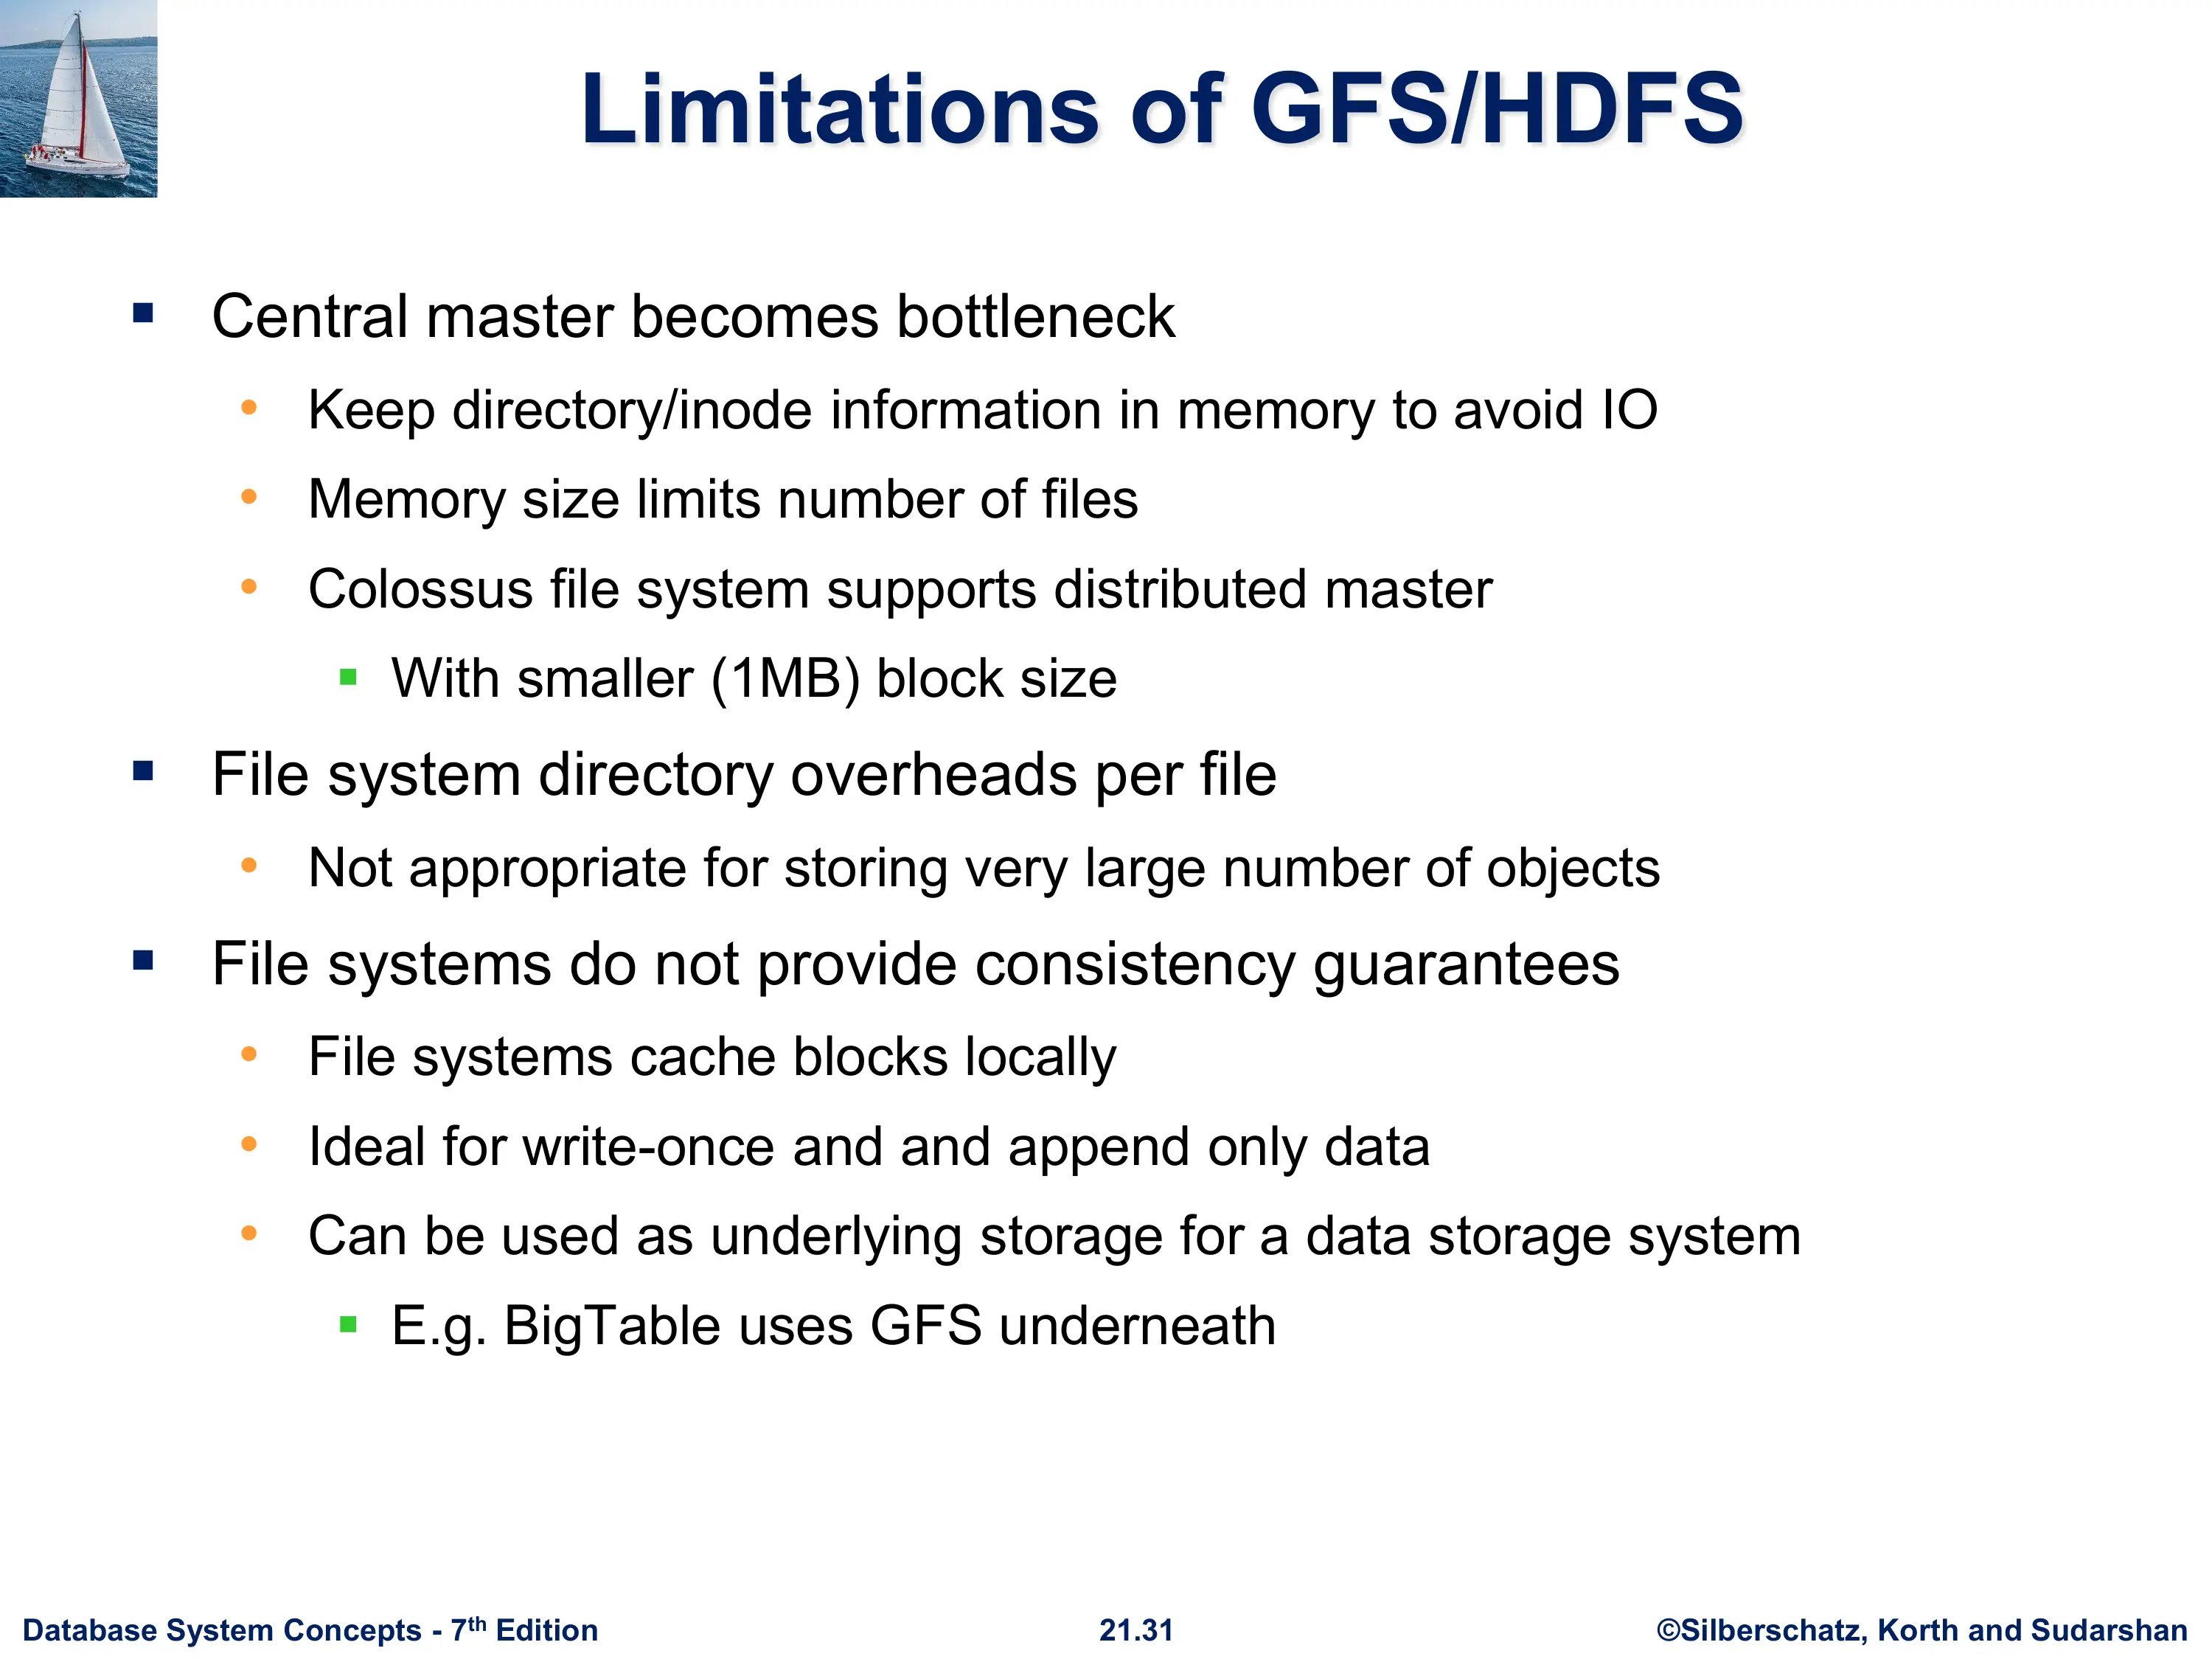 Limitations of GFS/HDFS
▪ Central master becomes bottleneck
• Keep directory/inode information in memory to avoid IO
• Memory size limits number of files
• Colossus file system supports distributed master
▪ With smaller (1MB) block size
▪ File system directory overheads per file
• Not appropriate for storing very large number of objects
▪ File systems do not provide consistency guarantees
• File systems cache blocks locally
• Ideal for write-once and and append only data
• Can be used as underlying storage for a data storage system
▪ E.g. BigTable uses GFS underneath
Database System Concepts - 7th Edition
21.31
©Silberschatz, Korth and Sudarshan